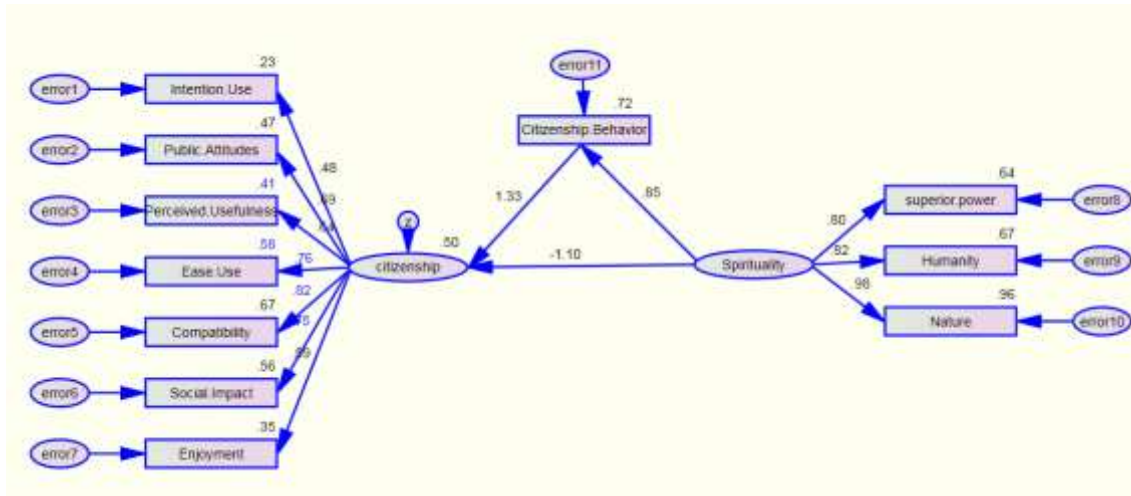 .23
error1
Intention.Use
.47
error2
Public.Attitudes
.41
error3
Perceived.Usefulness
.58
error4
Ease Use
.67
error5
Compatibility
.56
error6
Social.Impact
.35
error7
Enjoyment
.48
.76
.82
z
.50
citizenship
error11
.72
Citizenship.Behavior
1.33
.85
-1.10
Spirituality
.80
.82
.98
.64
superior.power
error8
.67
Humanity
error9
.96
Nature
error10